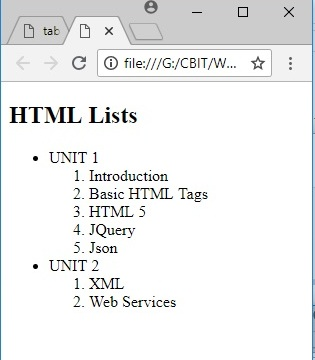 tab
file:///G:/CBIT/W...
HTML Lists
• UNIT 1
1. Introduction
2. Basic HTML Tags
3. HTML 5
4. JQuery
5. Json
• UNIT 2
1. XML
2. Web Services